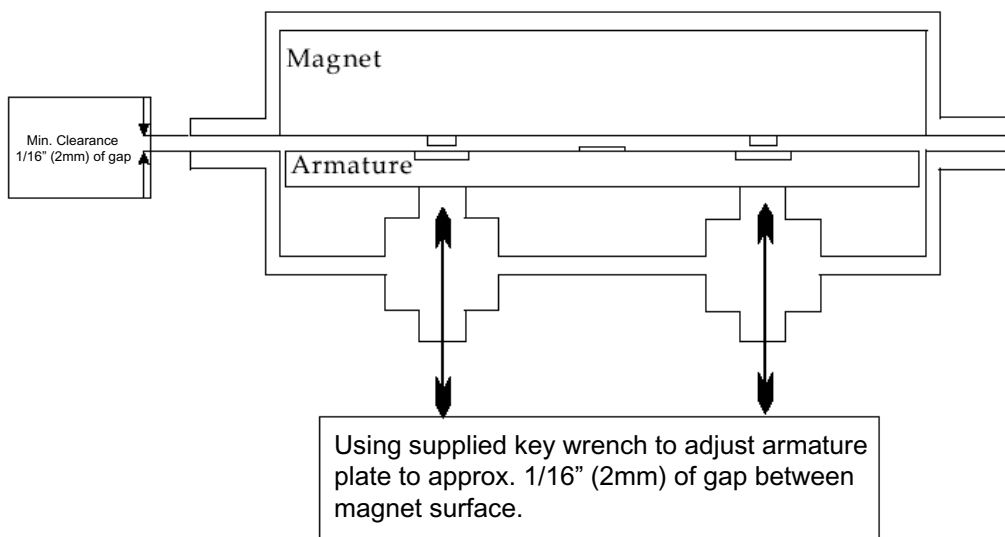 Magnet
Min. Clearance
1/16” (2mm) of gap
Armature
Using supplied key wrench to adjust armature
plate to approx. 1/16” (2mm) of gap between
magnet surface.